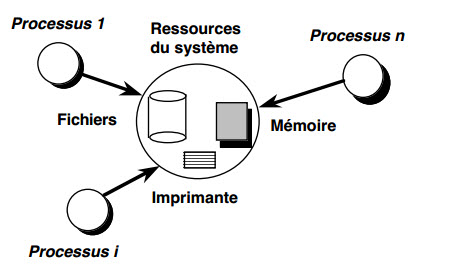 Processus 1
Ressources
du système
Processus n
Fichiers
Mémoire
Imprimante
Processus i